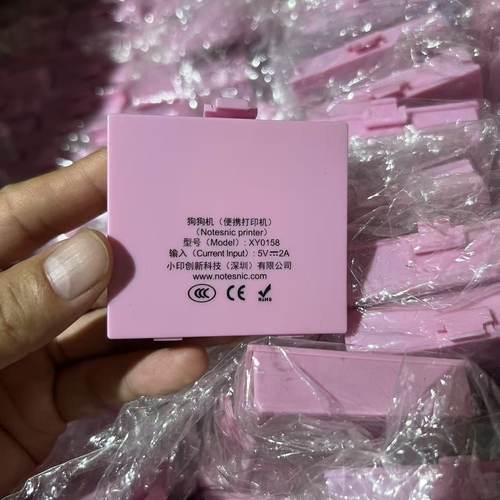 狗狗机（便携打印机）
（Notesnic printer）
型号（Model）: XY0158
输入（Current Input）: 5V⎓2A
小印创新科技（深圳）有限公司
www.notesnic.com
CCC CE RoHS